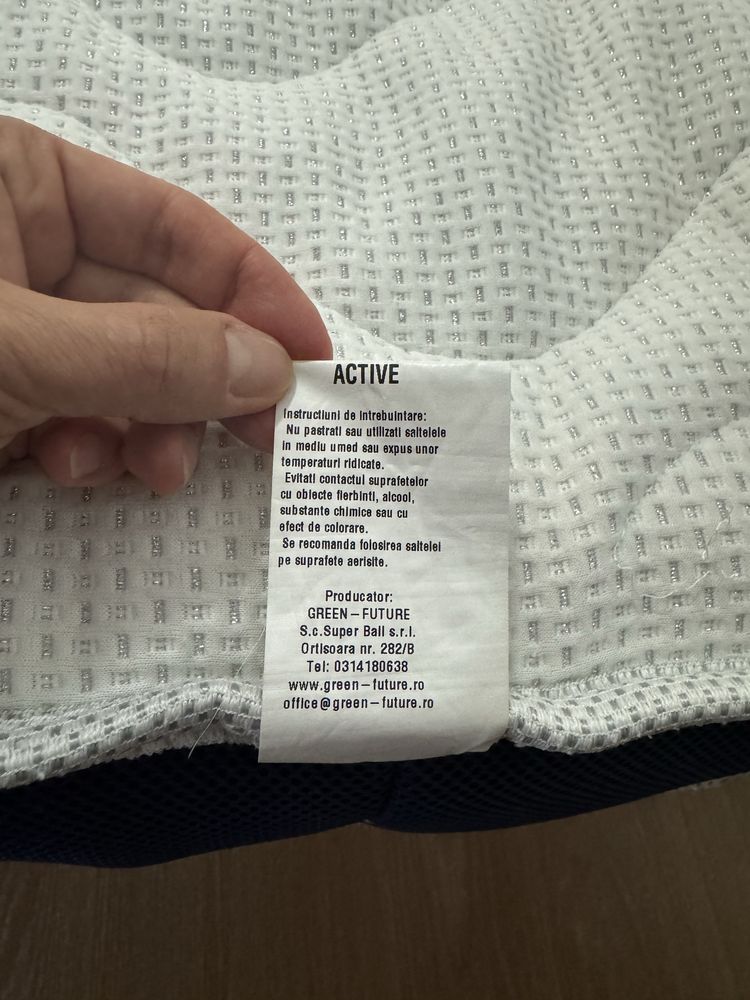 ACTIVE
Instructiuni de intrebuintare:
Nu pastrati sau utilizati saltelele
in mediu umed sau expus unor
temperaturi ridicate.
Evitati contactul suprafetelor
cu obiecte fierbinti, alcool,
substante chimice sau cu
efect de colorare.
Se recomanda folosirea saltelei
pe suprafete aerisite.
Producator:
GREEN-FUTURE
S.c.Super Ball s.r.l.
Ortisoara nr. 282/B
Tel: 0314180638
www.green-future.ro
office@green-future.ro